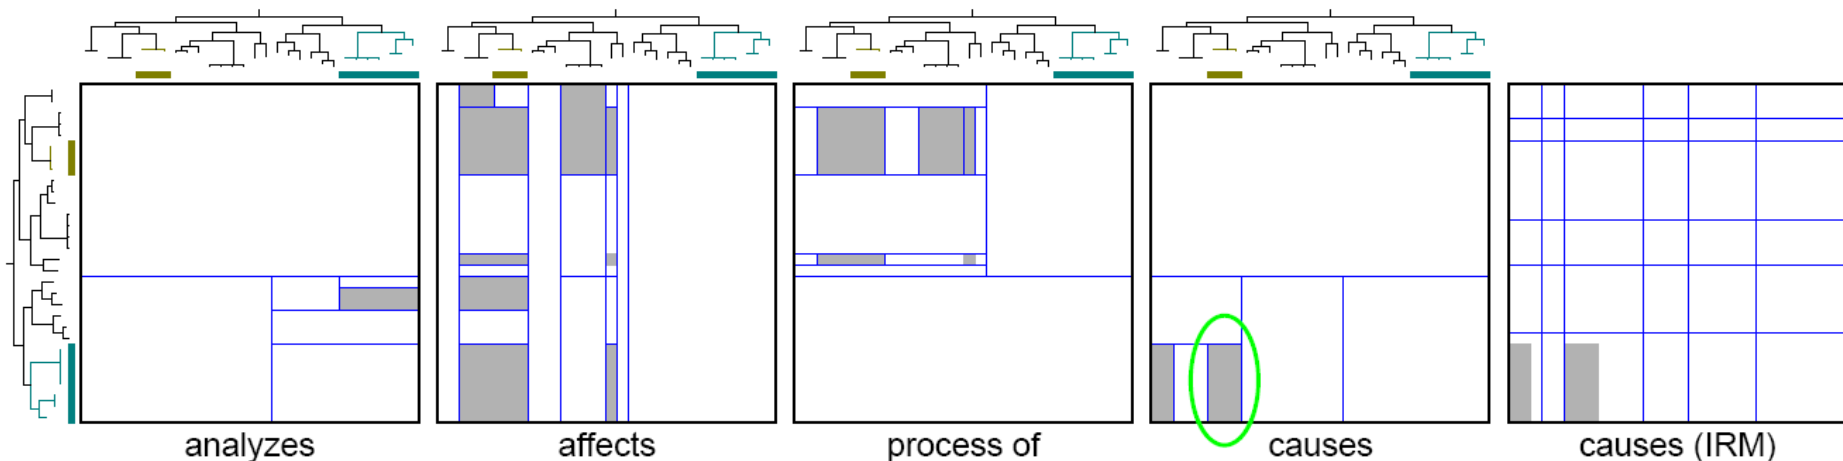 analyzes
affects
process of
causes
causes (IRM)